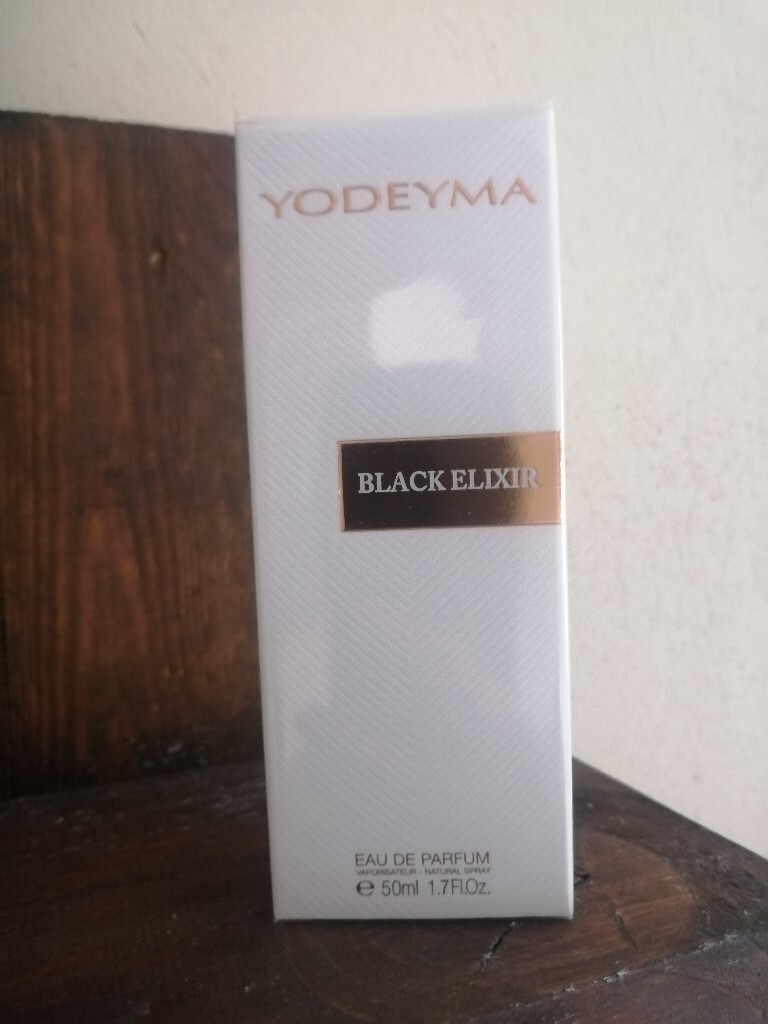 YODEYMA
BLACK ELIXIR
EAU DE PARFUM
VAPORISATEUR - NATURAL SPRAY
℮ 50ml 1.7Fl.Oz.